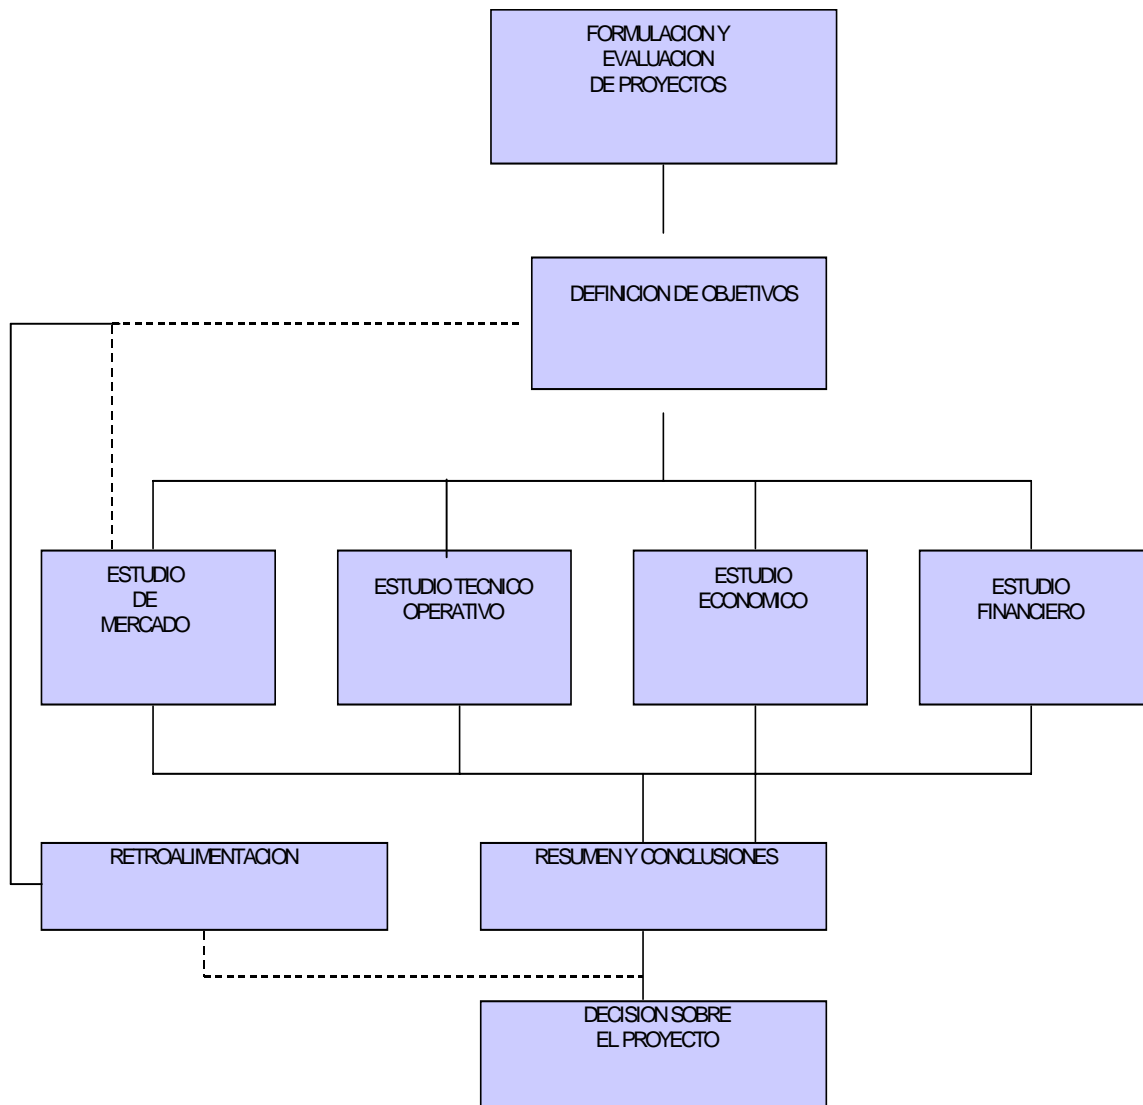 FORMULACION Y
EVALUACION
DE PROYECTOS
DEFINICION DE OBJETIVOS
ESTUDIO
DE
MERCADO
ESTUDIO TECNICO
OPERATIVO
ESTUDIO
ECONOMICO
ESTUDIO
FINANCIERO
RETROALIMENTACION
RESUMEN Y CONCLUSIONES
DECISION SOBRE
EL PROYECTO